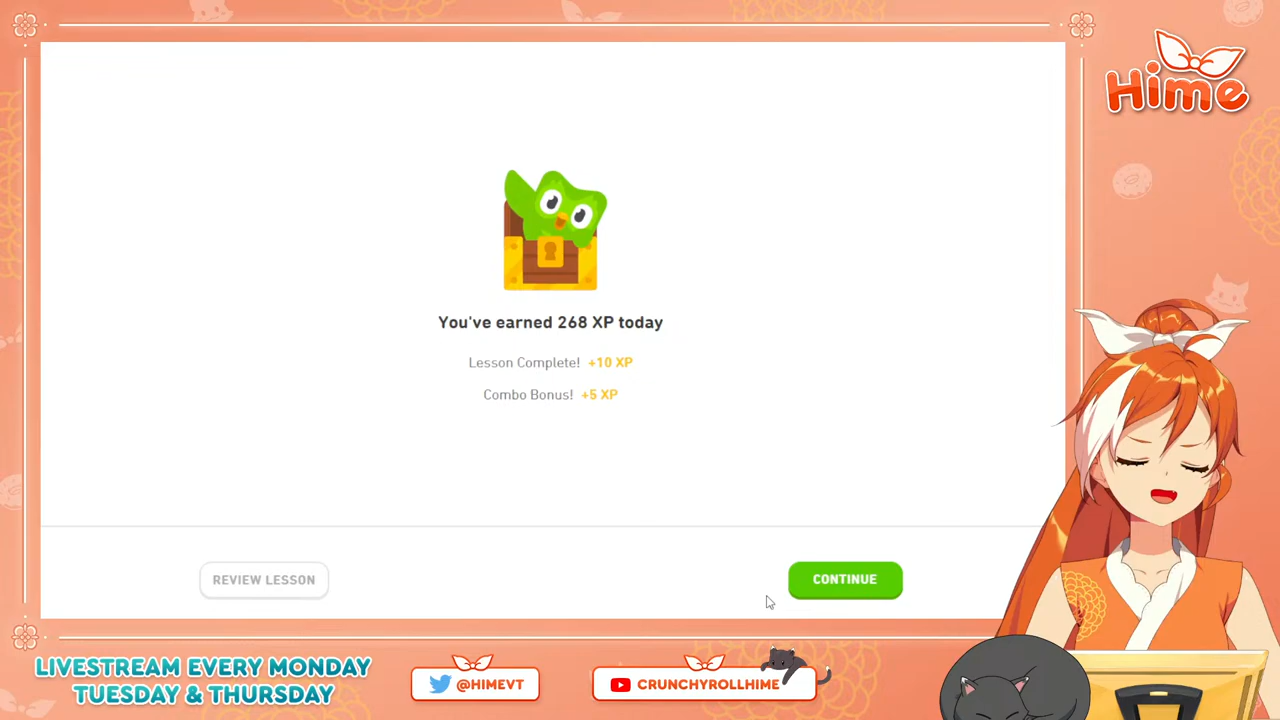 Hime
You've earned 268 XP today
Lesson Complete! +10 XP
Combo Bonus! +5 XP
REVIEW LESSON
CONTINUE
LIVESTREAM EVERY MONDAY
TUESDAY & THURSDAY
@HIMEVT
CRUNCHYROLLHIME